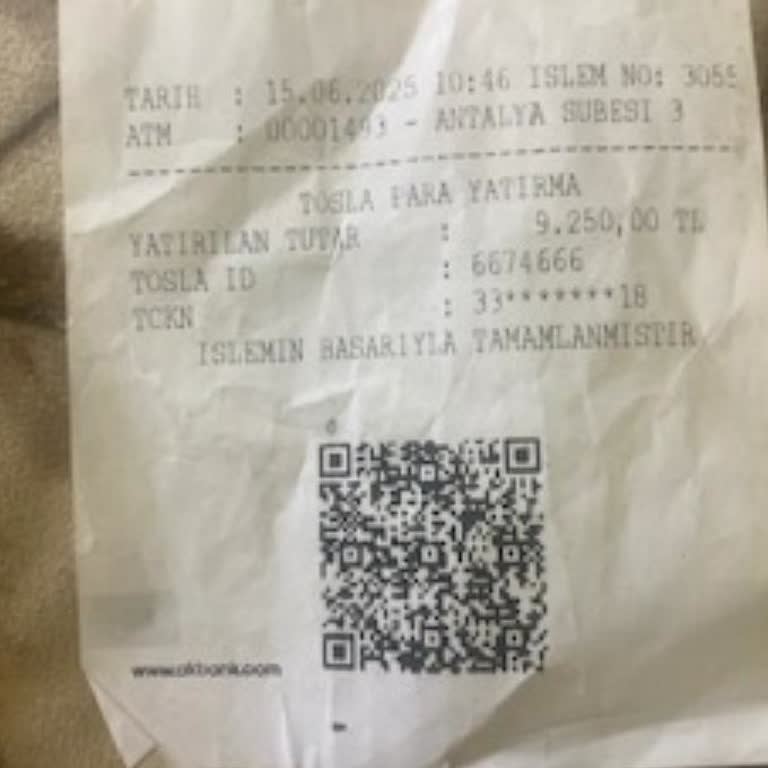 TARIH : 15.06.2025 10:46 ISLEM NO: 3055
ATM : 00001493 - ANTALYA SUBESI 3
TOSLA PARA YATIRMA
YATIRILAN TUTAR : 9.250,00 TL
TOSLA ID : 6674666
TCKN : 33*******18
ISLEMIN BASARIYLA TAMAMLANMISTIR
www.akbank.com